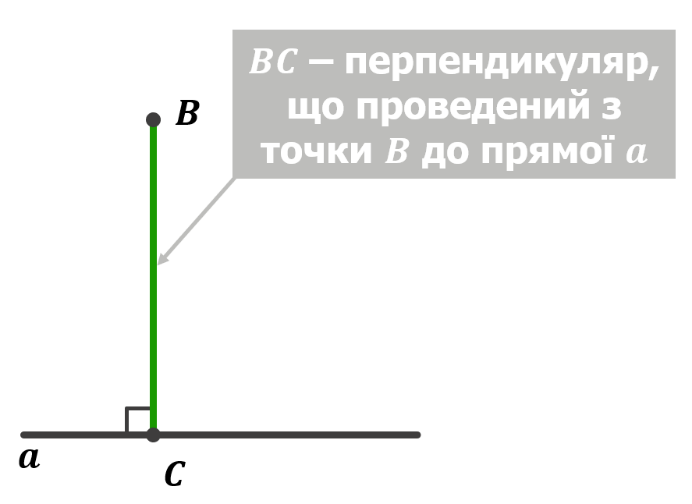 BC – перпендикуляр,
що проведений з
точки B до прямої a
B
a
C